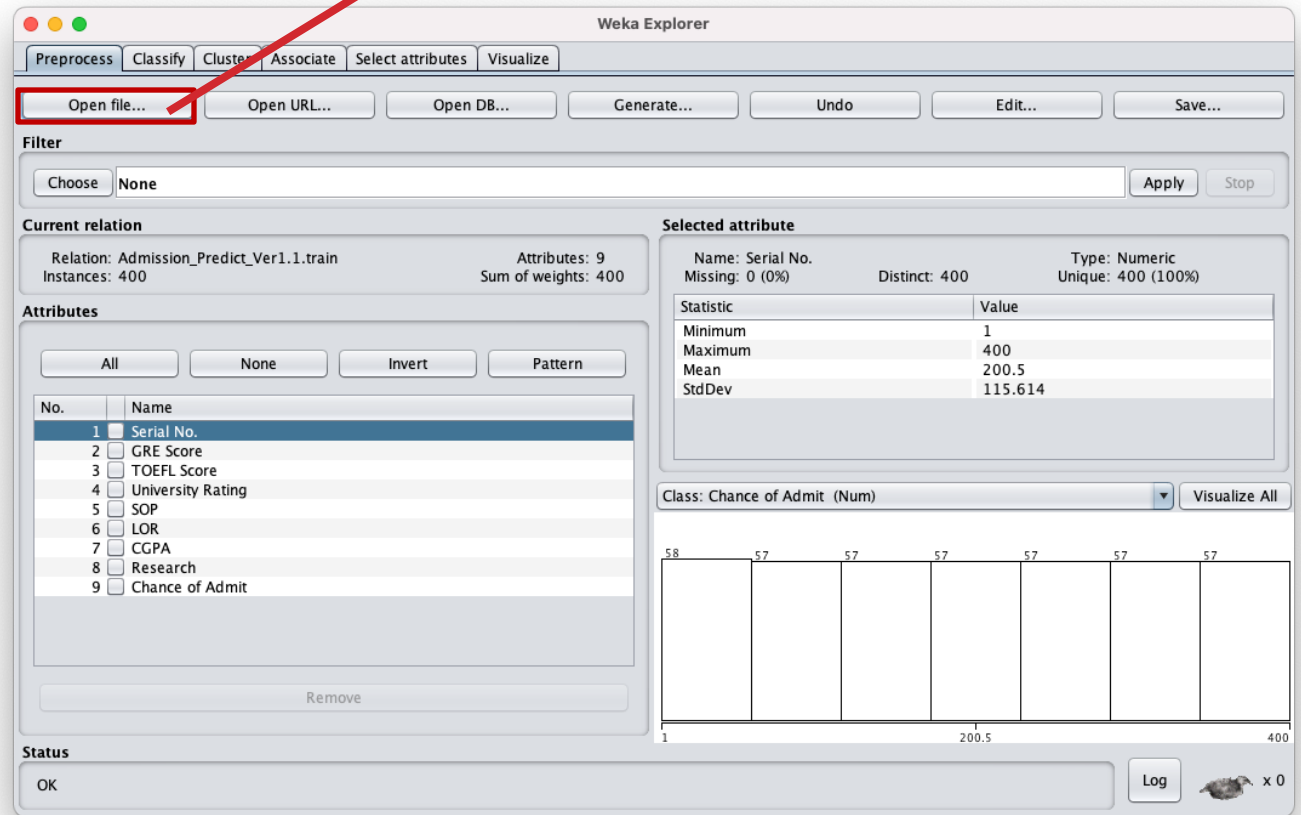 Weka Explorer
Preprocess Classify Cluster Associate Select attributes Visualize
Open file... Open URL... Open DB... Generate... Undo Edit... Save...
Filter
Choose None Apply Stop
Current relation
Relation: Admission_Predict_Ver1.1.train Attributes: 9
Instances: 400 Sum of weights: 400
Attributes
All None Invert Pattern
No. Name
1 Serial No.
2 GRE Score
3 TOEFL Score
4 University Rating
5 SOP
6 LOR
7 CGPA
8 Research
9 Chance of Admit
Remove
Selected attribute
Name: Serial No. Type: Numeric
Missing: 0 (0%) Distinct: 400 Unique: 400 (100%)
Statistic Value
Minimum 1
Maximum 400
Mean 200.5
StdDev 115.614
Class: Chance of Admit (Num) Visualize All
58 57 57 57 57 57 57
1 200.5 400
Status
OK Log x 0